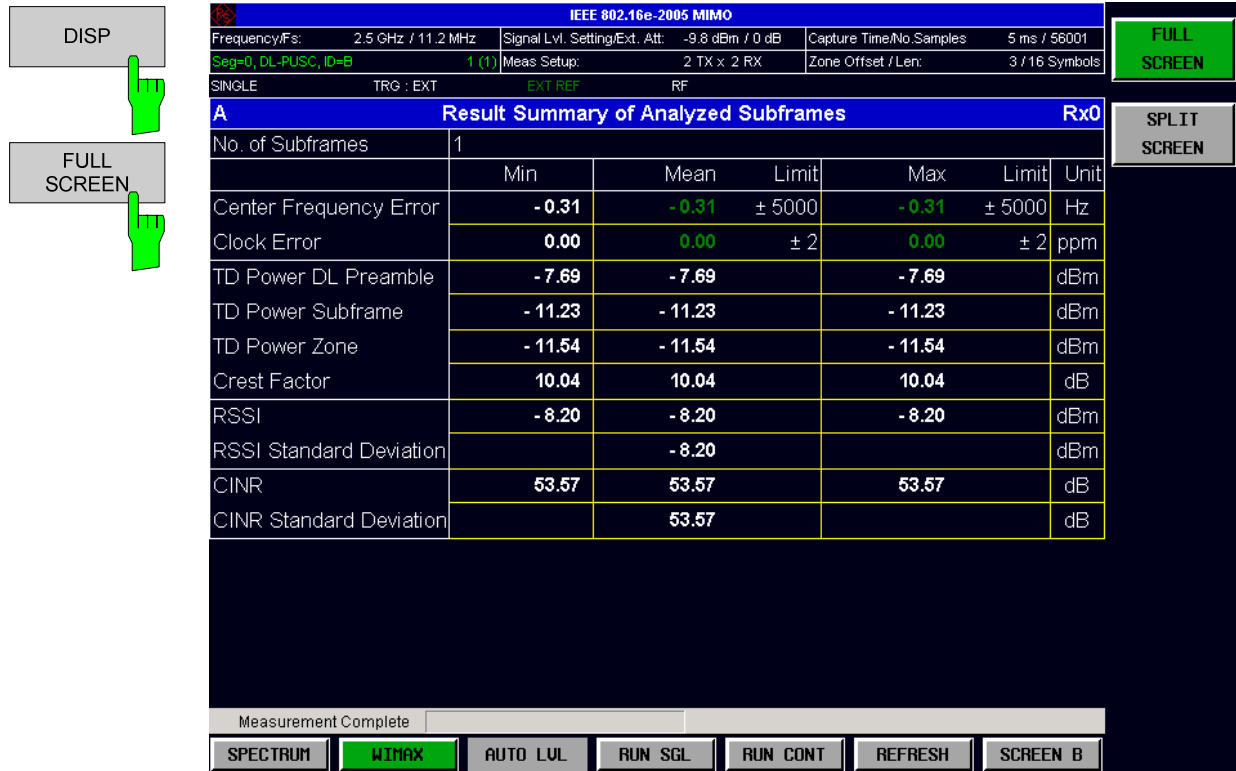 DISP
FULL
SCREEN
IEEE 802.16e-2005 MIMO
Frequency/Fs: 2.5 GHz / 11.2 MHz Signal Lvl. Setting/Ext. Att: -9.8 dBm / 0 dB Capture Time/No.Samples 5 ms / 56001
Seg=0, DL-PUSC, ID=B 1 (1) Meas Setup: 2 TX x 2 RX Zone Offset / Len: 3 / 16 Symbols
SINGLE TRG : EXT EXT REF RF
A Result Summary of Analyzed Subframes Rx0
No. of Subframes 1
Min Mean Limit Max Limit Unit
Center Frequency Error - 0.31 - 0.31 ± 5000 - 0.31 ± 5000 Hz
Clock Error 0.00 0.00 ± 2 0.00 ± 2 ppm
TD Power DL Preamble - 7.69 - 7.69 - 7.69 dBm
TD Power Subframe - 11.23 - 11.23 - 11.23 dBm
TD Power Zone - 11.54 - 11.54 - 11.54 dBm
Crest Factor 10.04 10.04 10.04 dB
RSSI - 8.20 - 8.20 - 8.20 dBm
RSSI Standard Deviation - 8.20 dBm
CINR 53.57 53.57 53.57 dB
CINR Standard Deviation 53.57 dB
Measurement Complete
SPECTRUM WIMAX AUTO LVL RUN SGL RUN CONT REFRESH SCREEN B
FULL
SCREEN
SPLIT
SCREEN